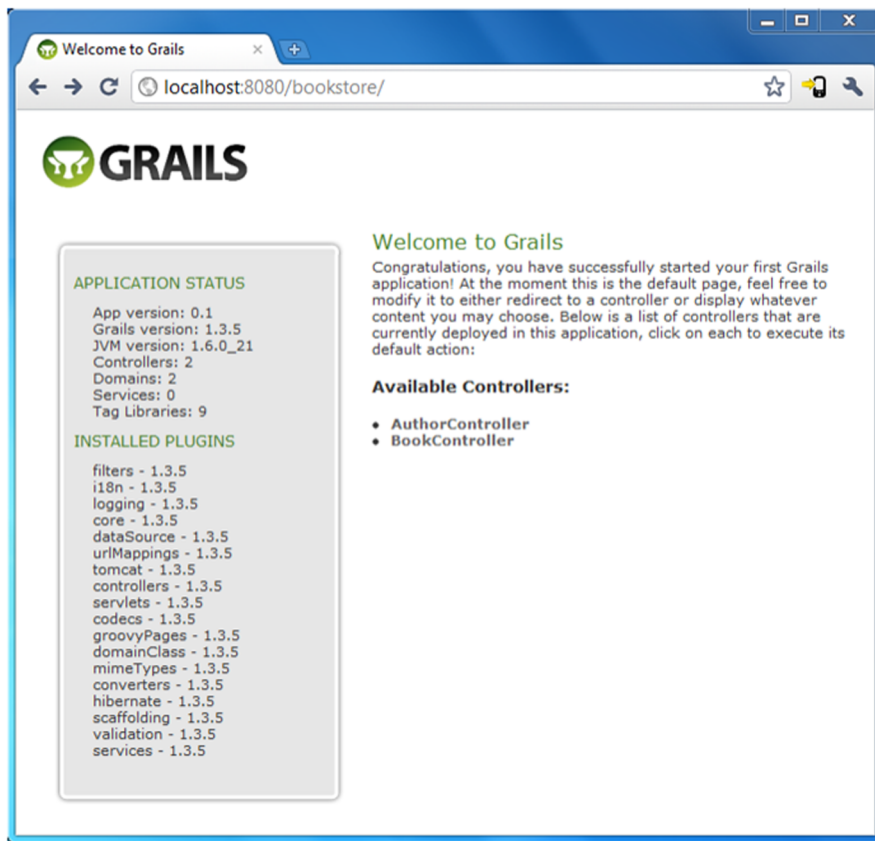 Welcome to Grails
localhost:8080/bookstore/
GRAILS
APPLICATION STATUS
App version: 0.1
Grails version: 1.3.5
JVM version: 1.6.0_21
Controllers: 2
Domains: 2
Services: 0
Tag Libraries: 9
INSTALLED PLUGINS
filters - 1.3.5
i18n - 1.3.5
logging - 1.3.5
core - 1.3.5
dataSource - 1.3.5
urlMappings - 1.3.5
tomcat - 1.3.5
controllers - 1.3.5
servlets - 1.3.5
codecs - 1.3.5
groovyPages - 1.3.5
domainClass - 1.3.5
mimeTypes - 1.3.5
converters - 1.3.5
hibernate - 1.3.5
scaffolding - 1.3.5
validation - 1.3.5
services - 1.3.5
Welcome to Grails
Congratulations, you have successfully started your first Grails
application! At the moment this is the default page, feel free to
modify it to either redirect to a controller or display whatever
content you may choose. Below is a list of controllers that are
currently deployed in this application, click on each to execute its
default action:
Available Controllers:
• AuthorController
• BookController